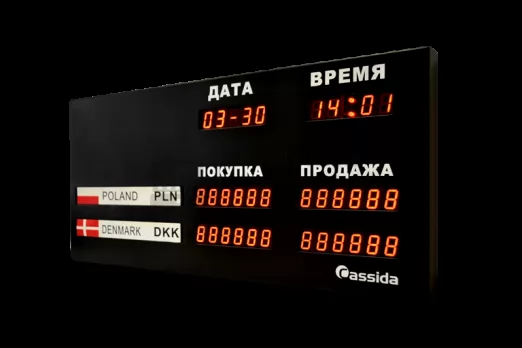 ДАТА ВРЕМЯ
03-30 14:01
ПОКУПКА ПРОДАЖА
POLAND PLN 888888 888888
DENMARK DKK 888888 888888
Cassida